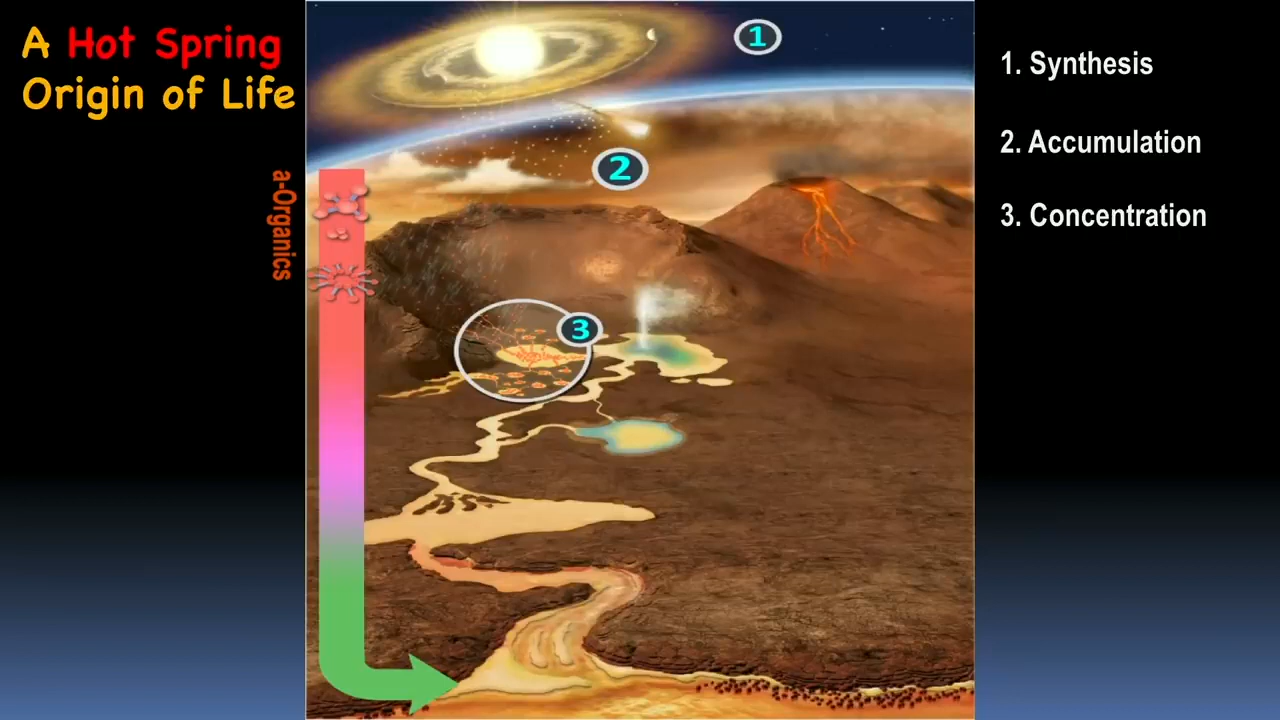 A Hot Spring
Origin of Life
1
1. Synthesis
2
2. Accumulation
a-Organics
3. Concentration
3